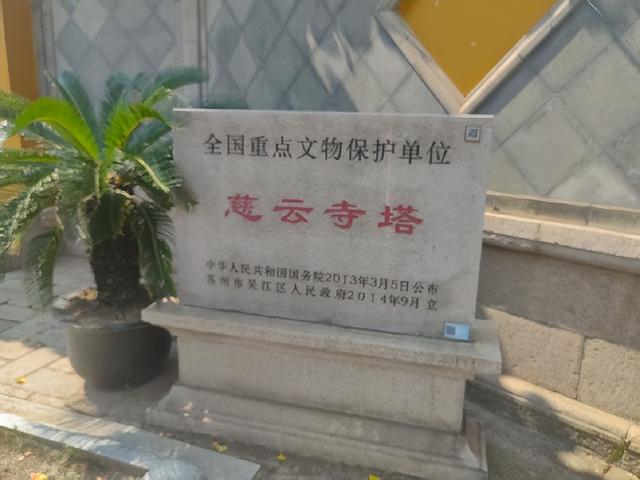 全国重点文物保护单位
慈云寺塔
中华人民共和国国务院2013年3月5日公布
苏州市吴江区人民政府2014年9月立